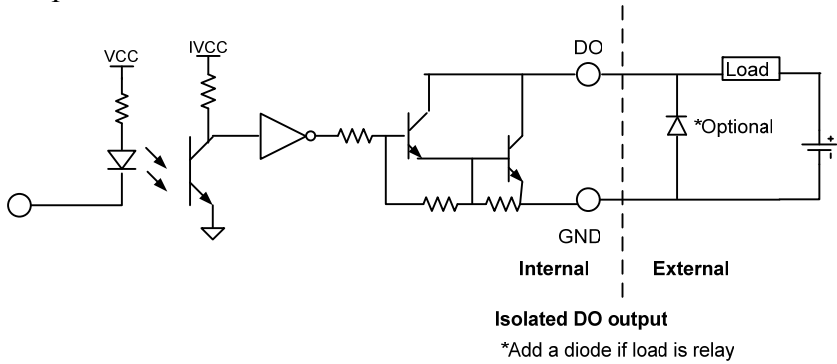 VCC
IVCC
DO
Load
*Optional
+
-
GND
Internal
External
Isolated DO output
*Add a diode if load is relay